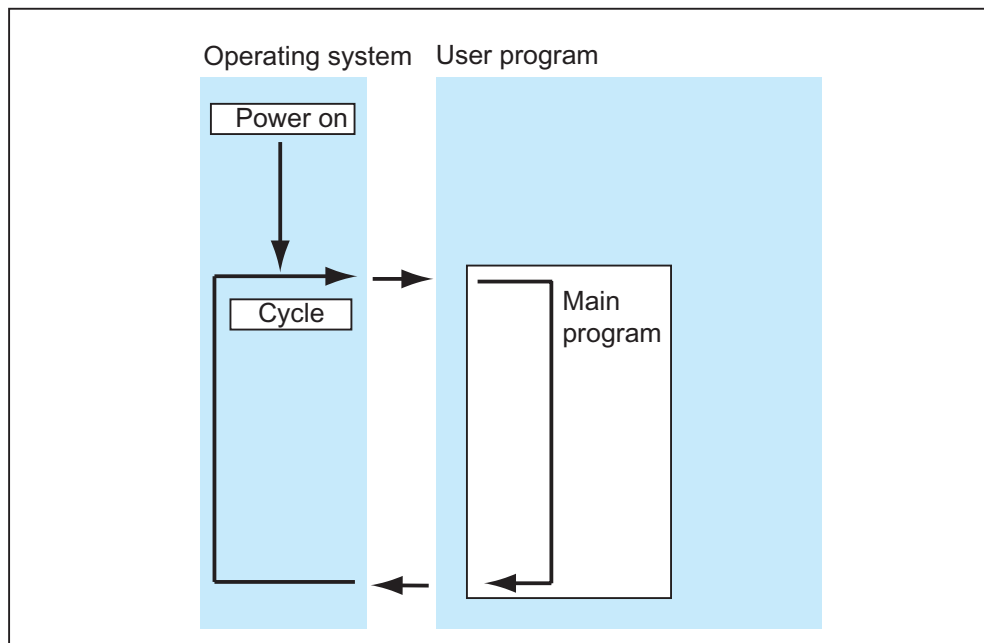 Operating system
User program
Power on
Cycle
Main
program